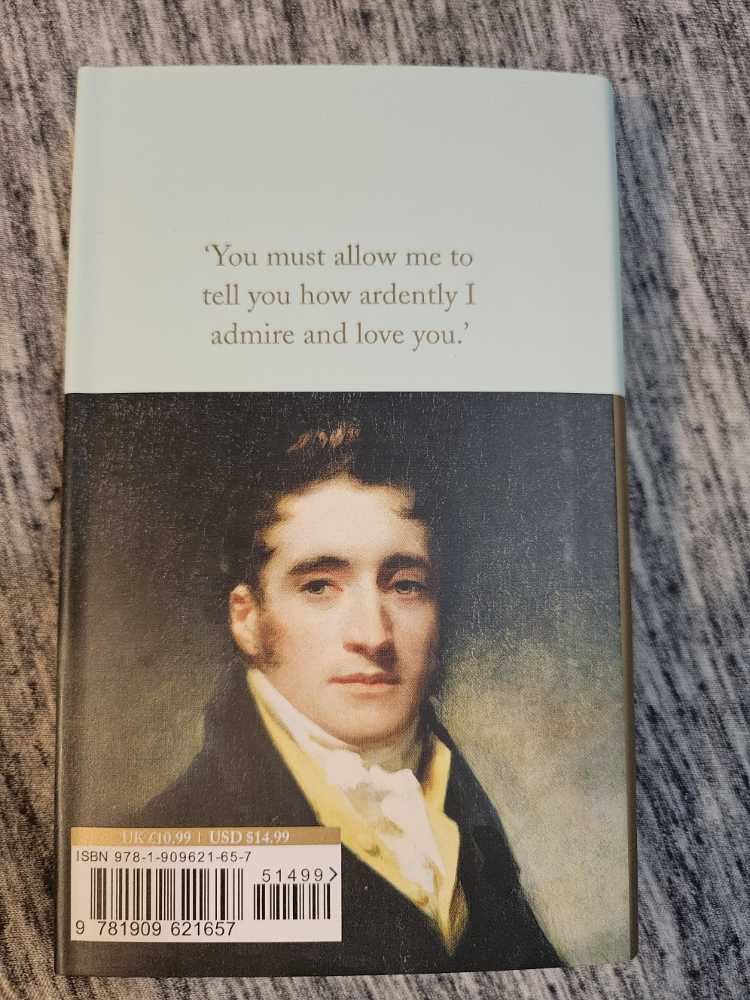 ‘You must allow me to
tell you how ardently I
admire and love you.’
UK £10.99 | USD $14.99
ISBN 978-1-909621-65-7
51499>
9 781909 621657